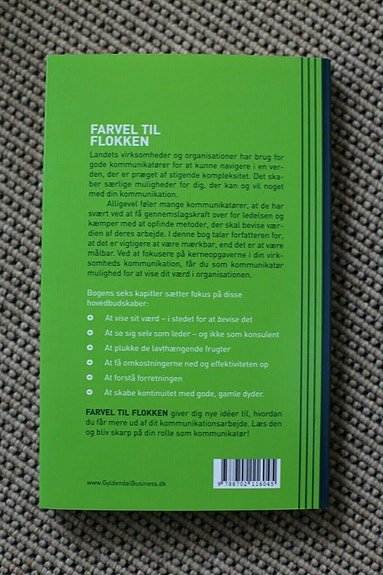 FARVEL TIL
FLOKKEN
Landets virksomheder og organisationer har brug for
gode kommunikatører for at kunne navigere i en ver-
den, der er præget af stigende kompleksitet. Det ska-
ber særlige muligheder for dig, der kan og vil noget
med din kommunikation.
Alligevel føler mange kommunikatører, at de har
svært ved at få gennemslagskraft over for ledelsen og
kæmper med at opfinde metoder, der skal bevise vær-
dien af deres arbejde. I denne bog taler forfatteren for,
at det er vigtigere at være mærkbar, end det er at være
målbar. Ved at fokusere på kerneopgaverne i din virk-
somheds kommunikation, får du som kommunikatør
mulighed for at vise dit værd i organisationen.
Bogens seks kapitler sætter fokus på disse
hovedbudskaber:
At vise sit værd – i stedet for at bevise det
At se sig selv som leder – og ikke som konsulent
At plukke de lavthængende frugter
At få omkostningerne ned og effektiviteten op
At forstå forretningen
At skabe kontinuitet med gode, gamle dyder.
FARVEL TIL FLOKKEN giver dig nye idéer til, hvordan
du får mere ud af dit kommunikationsarbejde. Læs den
og bliv skarp på din rolle som kommunikatør!
www.GyldendalBusiness.dk
9 788702 116045